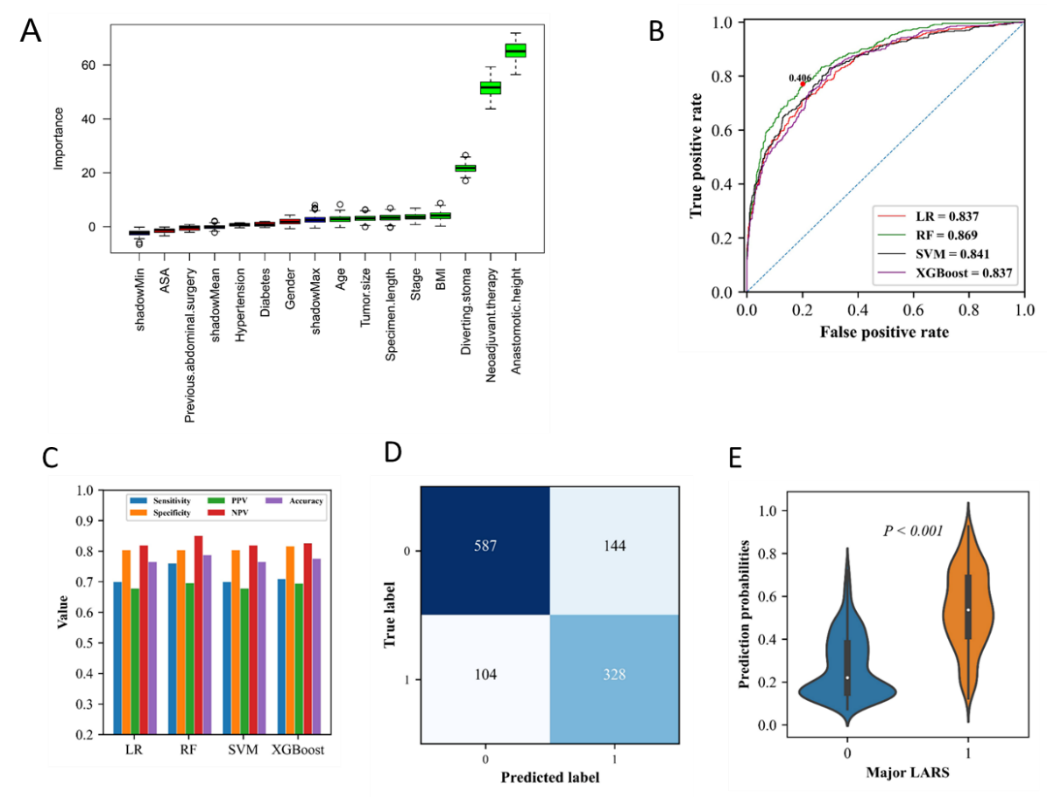 A
Importance
60
40
20
0
shadowMin
ASA
Previous.abdominal.surgery
shadowMean
Hypertension
Diabetes
Gender
shadowMax
Age
Tumor.size
Specimen.length
Stage
BMI
Diverting.stoma
Neoadjuvant.therapy
Anastomotic.height
B
True positive rate
1.0
0.8
0.6
0.4
0.2
0.0
0.406
LR = 0.837
RF = 0.869
SVM = 0.841
XGBoost = 0.837
0.0 0.2 0.4 0.6 0.8 1.0
False positive rate
C
Value
1.0
0.9
0.8
0.7
0.6
0.5
0.4
0.3
0.2
Sensitivity PPV Accuracy
Specificity NPV
LR RF SVM XGBoost
D
True label
0
1
587 144
104 328
0 1
Predicted label
E
Prediction probabilities
1.0
0.8
0.6
0.4
0.2
0.0
P < 0.001
0 1
Major LARS